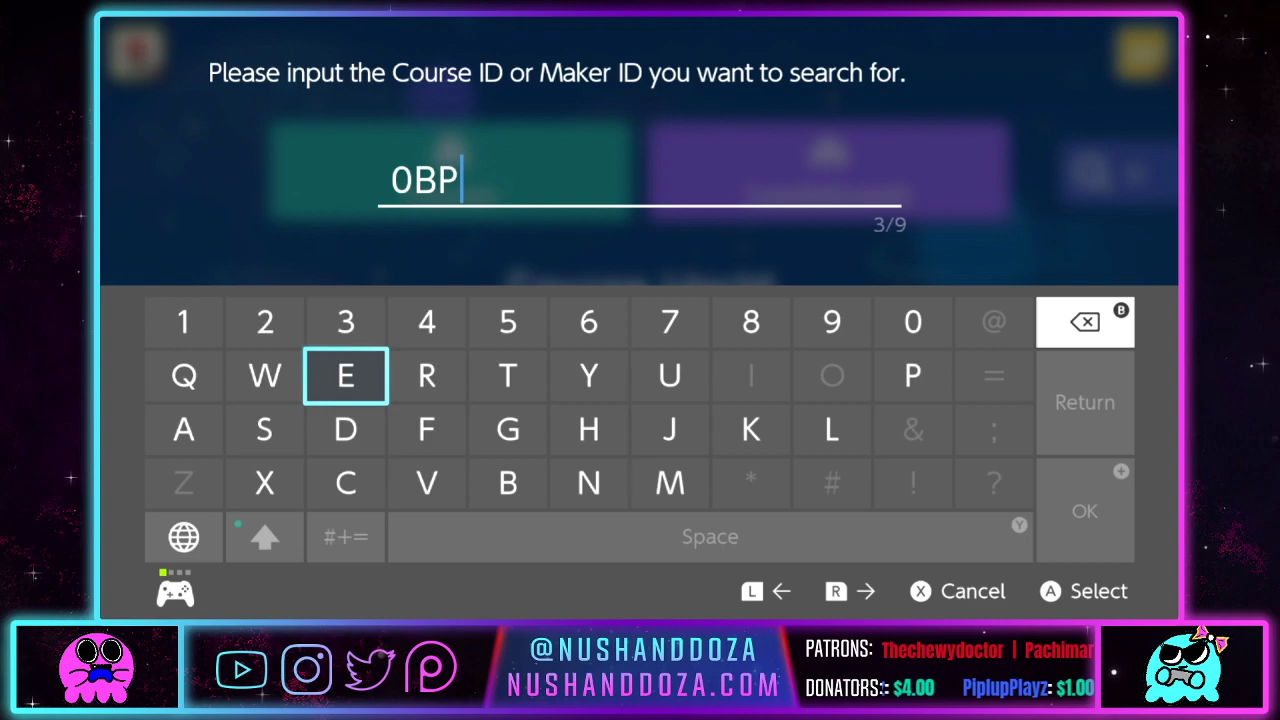 Please input the Course ID or Maker ID you want to search for.
0BP
3/9
1 2 3 4 5 6 7 8 9 0 @ B
Q W E R T Y U I O P = Return
A S D F G H J K L & ;
Z X C V B N M * # ! ? + OK
#+= Space Y
L ← R → X Cancel A Select
@NUSHANDDOZA
NUSHANDDOZA.COM
PATRONS: Thechewydoctor | Pachimar
DONATORS: $4.00 PiplupPlayz: $1.00